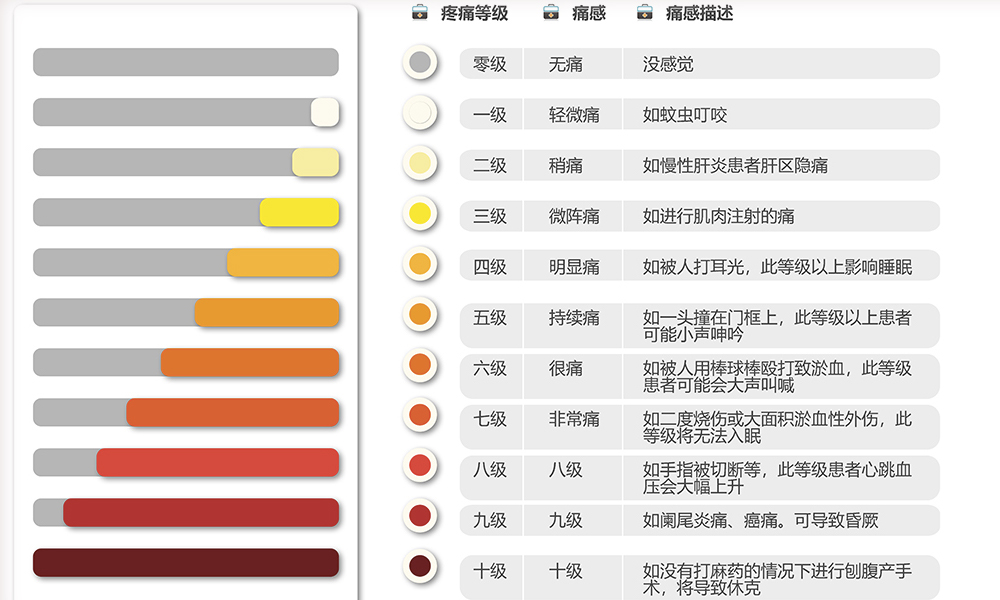 疼痛等级 痛感 痛感描述
零级 无痛 没感觉
一级 轻微痛 如蚊虫叮咬
二级 稍痛 如慢性肝炎患者肝区隐痛
三级 微阵痛 如进行肌肉注射的痛
四级 明显痛 如被人打耳光，此等级以上影响睡眠
五级 持续痛 如一头撞在门框上，此等级以上患者
可能小声呻吟
六级 很痛 如被人用棒球棒殴打致淤血，此等级
患者可能会大声叫喊
七级 非常痛 如二度烧伤或大面积淤血性外伤，此
等级将无法入眠
八级 八级 如手指被切断等，此等级患者心跳血
压会大幅上升
九级 九级 如阑尾炎痛、癌痛。可导致昏厥
十级 十级 如没有打麻药的情况下进行刨腹产手
术，将导致休克